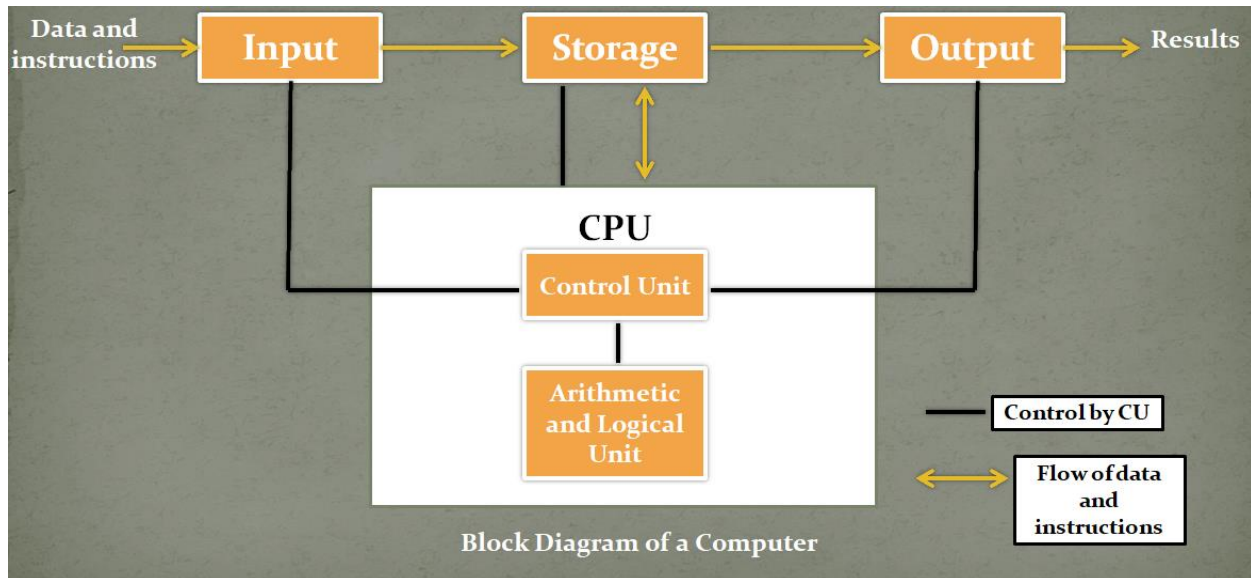 Data and
instructions
Input
Storage
Output
Results
CPU
Control Unit
Arithmetic
and Logical
Unit
Control by CU
Flow of data
and
instructions
Block Diagram of a Computer